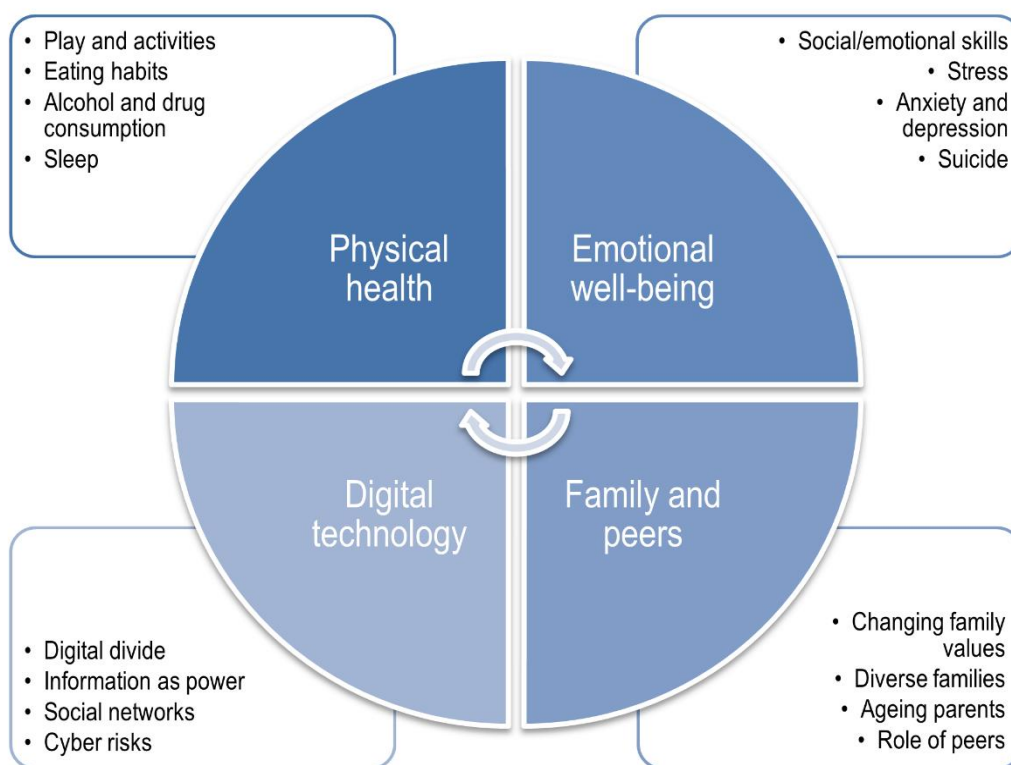 • Play and activities
• Eating habits
• Alcohol and drug
consumption
• Sleep
• Social/emotional skills
• Stress
• Anxiety and
depression
• Suicide
Physical
health
Emotional
well-being
Digital
technology
Family and
peers
• Digital divide
• Information as power
• Social networks
• Cyber risks
• Changing family
values
• Diverse families
• Ageing parents
• Role of peers